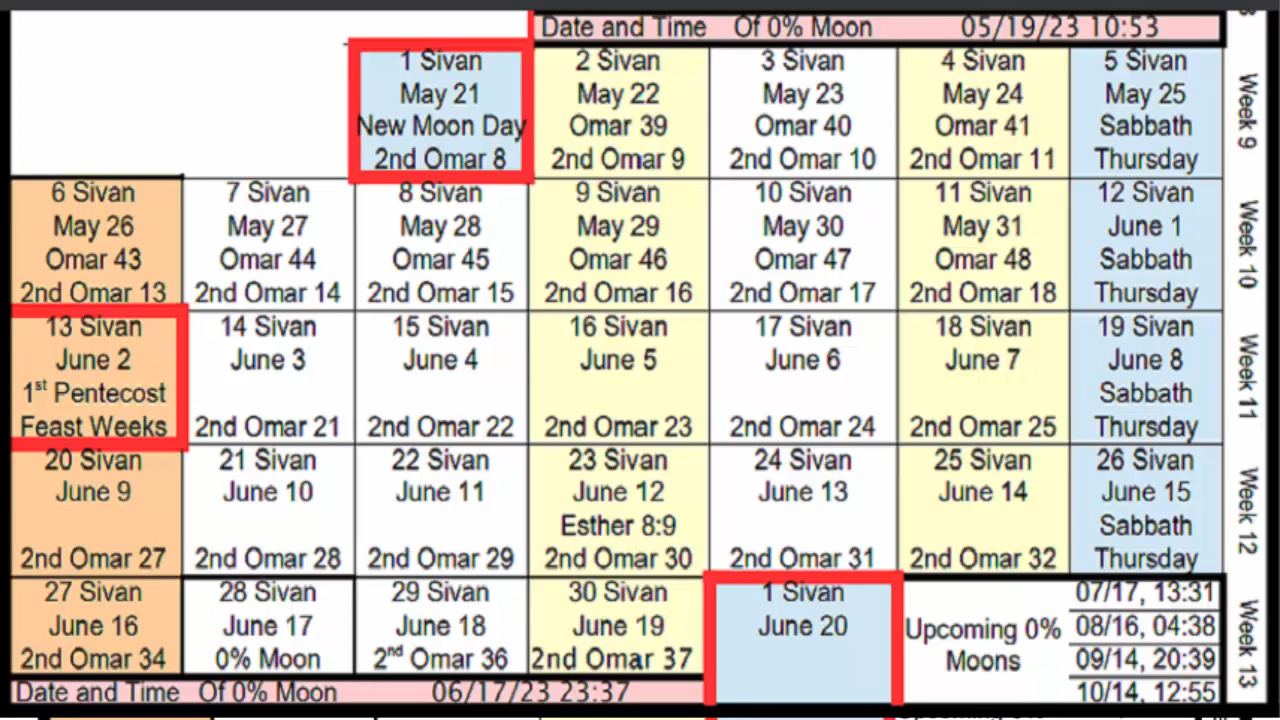 Date and Time Of 0% Moon 05/19/23 10:53
1 Sivan
May 21
New Moon Day
2nd Omar 8
2 Sivan
May 22
Omar 39
2nd Omar 9
3 Sivan
May 23
Omar 40
2nd Omar 10
4 Sivan
May 24
Omar 41
2nd Omar 11
5 Sivan
May 25
Sabbath
Thursday
Week 9
6 Sivan
May 26
Omar 43
2nd Omar 13
7 Sivan
May 27
Omar 44
2nd Omar 14
8 Sivan
May 28
Omar 45
2nd Omar 15
9 Sivan
May 29
Omar 46
2nd Omar 16
10 Sivan
May 30
Omar 47
2nd Omar 17
11 Sivan
May 31
Omar 48
2nd Omar 18
12 Sivan
June 1
Sabbath
Thursday
Week 10
13 Sivan
June 2
1st Pentecost
Feast Weeks
14 Sivan
June 3
2nd Omar 21
15 Sivan
June 4
2nd Omar 22
16 Sivan
June 5
2nd Omar 23
17 Sivan
June 6
2nd Omar 24
18 Sivan
June 7
2nd Omar 25
19 Sivan
June 8
Sabbath
Thursday
Week 11
20 Sivan
June 9
2nd Omar 27
21 Sivan
June 10
2nd Omar 28
22 Sivan
June 11
2nd Omar 29
23 Sivan
June 12
Esther 8:9
2nd Omar 30
24 Sivan
June 13
2nd Omar 31
25 Sivan
June 14
2nd Omar 32
26 Sivan
June 15
Sabbath
Thursday
Week 12
27 Sivan
June 16
2nd Omar 34
28 Sivan
June 17
0% Moon
29 Sivan
June 18
2nd Omar 36
30 Sivan
June 19
2nd Omar 37
1 Sivan
June 20
Upcoming 0%
Moons
07/17, 13:31
08/16, 04:38
09/14, 20:39
10/14, 12:55
Week 13
Date and Time Of 0% Moon 06/17/23 23:37